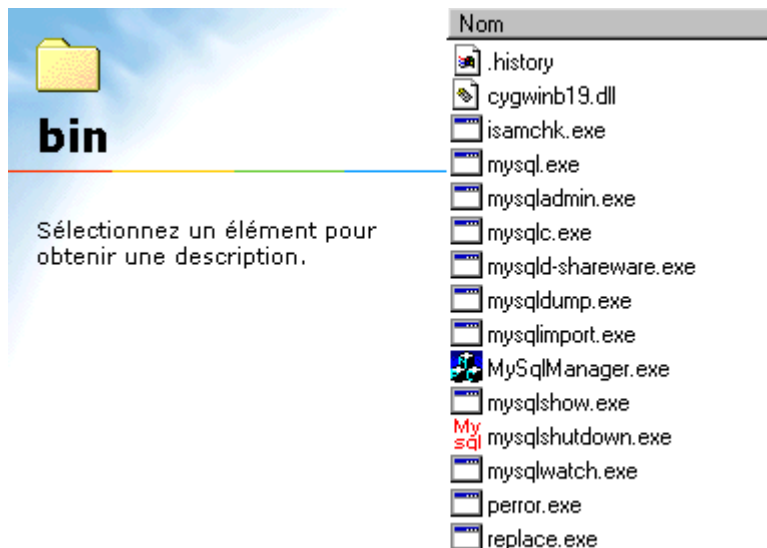 bin
Sélectionnez un élément pour
obtenir une description.
Nom
.history
cygwinb19.dll
isamchk.exe
mysql.exe
mysqladmin.exe
mysqlc.exe
mysqld-shareware.exe
mysqldump.exe
mysqlimport.exe
MySqlManager.exe
mysqlshow.exe
My
sql
mysqlshutdown.exe
mysqlwatch.exe
perror.exe
replace.exe